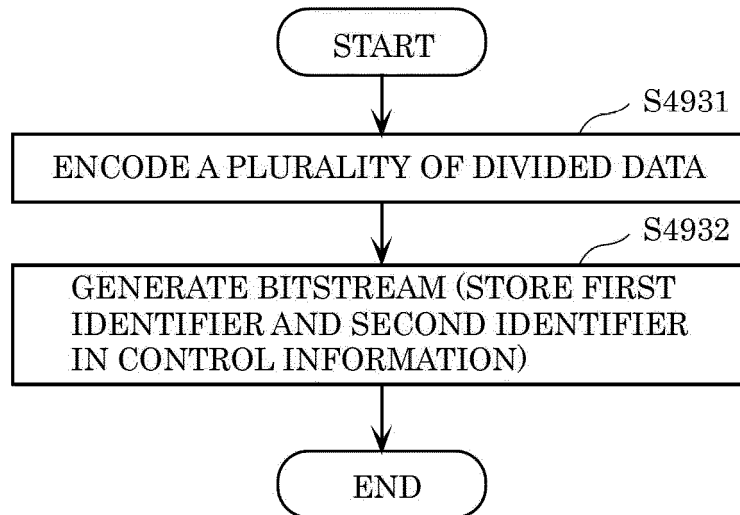 START
S4931
ENCODE A PLURALITY OF DIVIDED DATA
S4932
GENERATE BITSTREAM (STORE FIRST
IDENTIFIER AND SECOND IDENTIFIER
IN CONTROL INFORMATION)
END